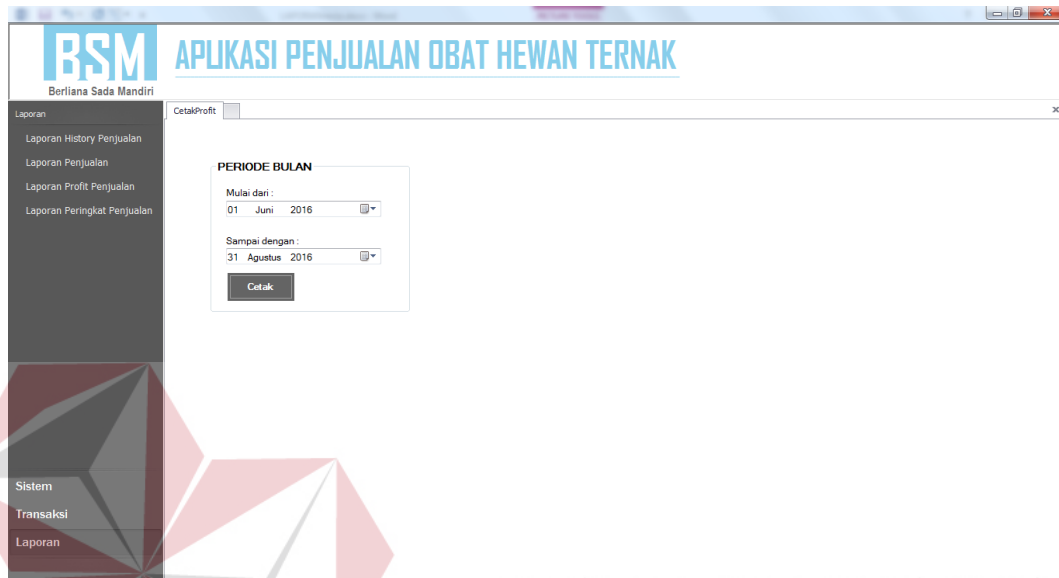 BSM
Berliana Sada Mandiri
APLIKASI PENJUALAN OBAT HEWAN TERNAK
Laporan
Laporan History Penjualan
Laporan Penjualan
Laporan Profit Penjualan
Laporan Peringkat Penjualan
CetakProfit
PERIODE BULAN
Mulai dari :
01 Juni 2016
Sampai dengan :
31 Agustus 2016
Cetak
Sistem
Transaksi
Laporan